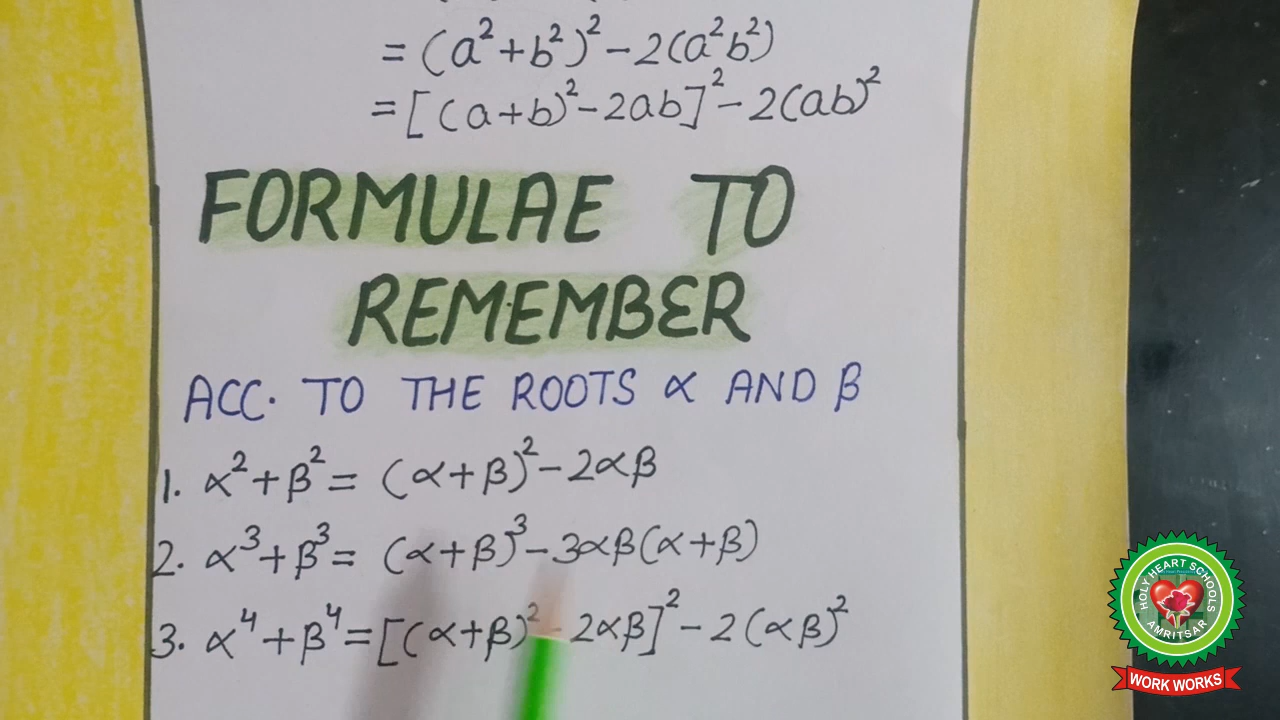 = (a²+b²)²-2(a²b²)
= [(a+b)²-2ab]²-2(ab)²
FORMULAE TO
REMEMBER
ACC. TO THE ROOTS α AND β
1. α²+β²= (α+β)²-2αβ
2. α³+β³= (α+β)³-3αβ(α+β)
3. α⁴+β⁴=[(α+β)²-2αβ]²-2(αβ)²
HOLY HEART SCHOOLS
AMRITSAR
WORK WORKS